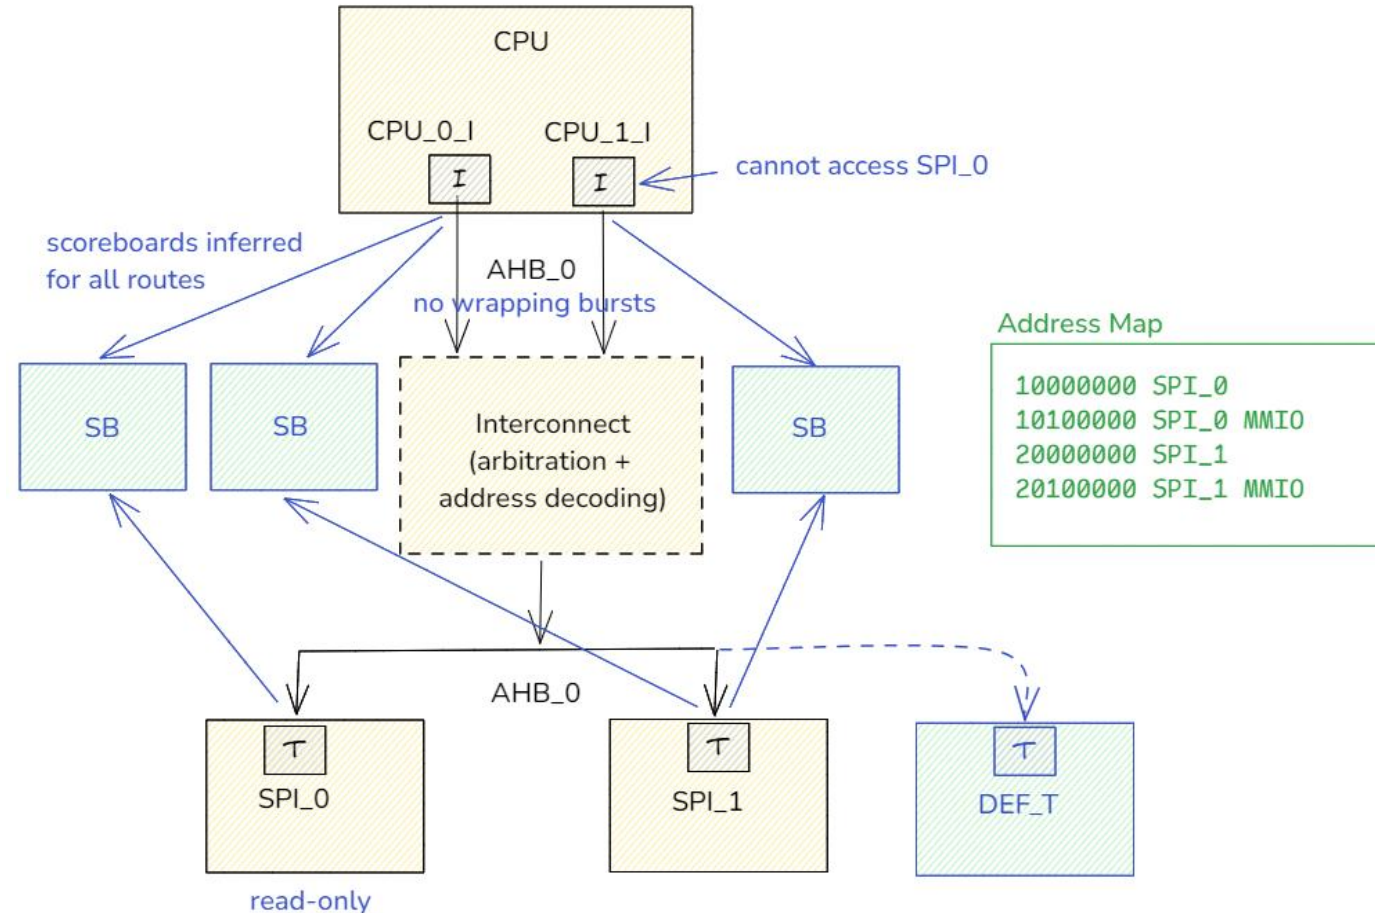 CPU
CPU_0_I
CPU_1_I
I
I
cannot access SPI_0
scoreboards inferred
for all routes
AHB_0
no wrapping bursts
Address Map
10000000 SPI_0
10100000 SPI_0 MMIO
20000000 SPI_1
20100000 SPI_1 MMIO
SB
SB
Interconnect
(arbitration +
address decoding)
SB
AHB_0
T
SPI_0
T
SPI_1
T
DEF_T
read-only